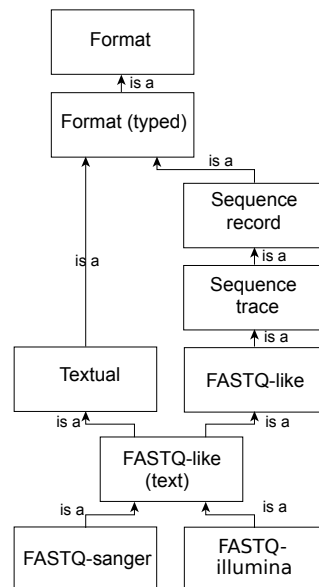 Format
is a
Format (typed)
is a
Sequence
record
is a
is a
Sequence
trace
is a
Textual
FASTQ-like
is a
is a
FASTQ-like
(text)
is a
is a
FASTQ-sanger
FASTQ-
illumina